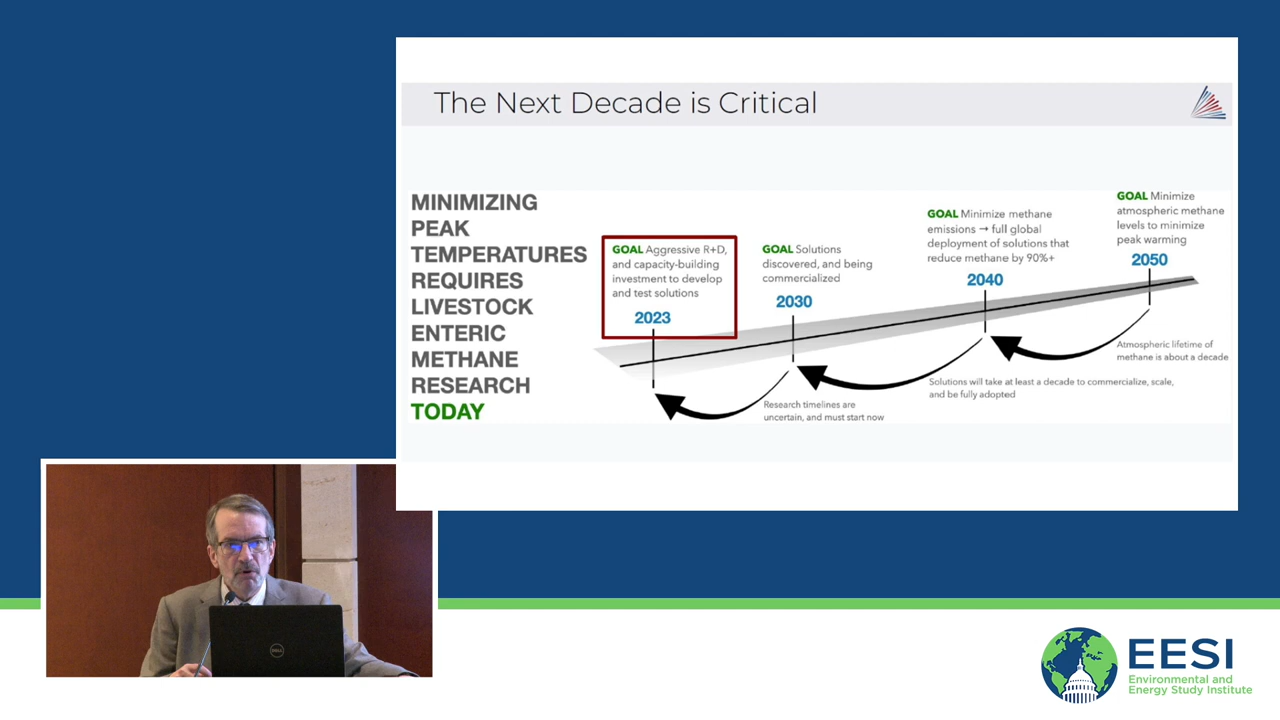 The Next Decade is Critical
MINIMIZING
PEAK
TEMPERATURES
REQUIRES
LIVESTOCK
ENTERIC
METHANE
RESEARCH
TODAY
GOAL Aggressive R+D,
and capacity-building
investment to develop
and test solutions
2023
GOAL Solutions
discovered, and being
commercialized
2030
GOAL Minimize methane
emissions → full global
deployment of solutions that
reduce methane by 90%+
2040
GOAL Minimize
atmospheric methane
levels to minimize
peak warming
2050
Research timelines are
uncertain, and must start now
Solutions will take at least a decade to commercialize, scale,
and be fully adopted
Atmospheric lifetime of
methane is about a decade
DELL
EESI
Environmental and
Energy Study Institute